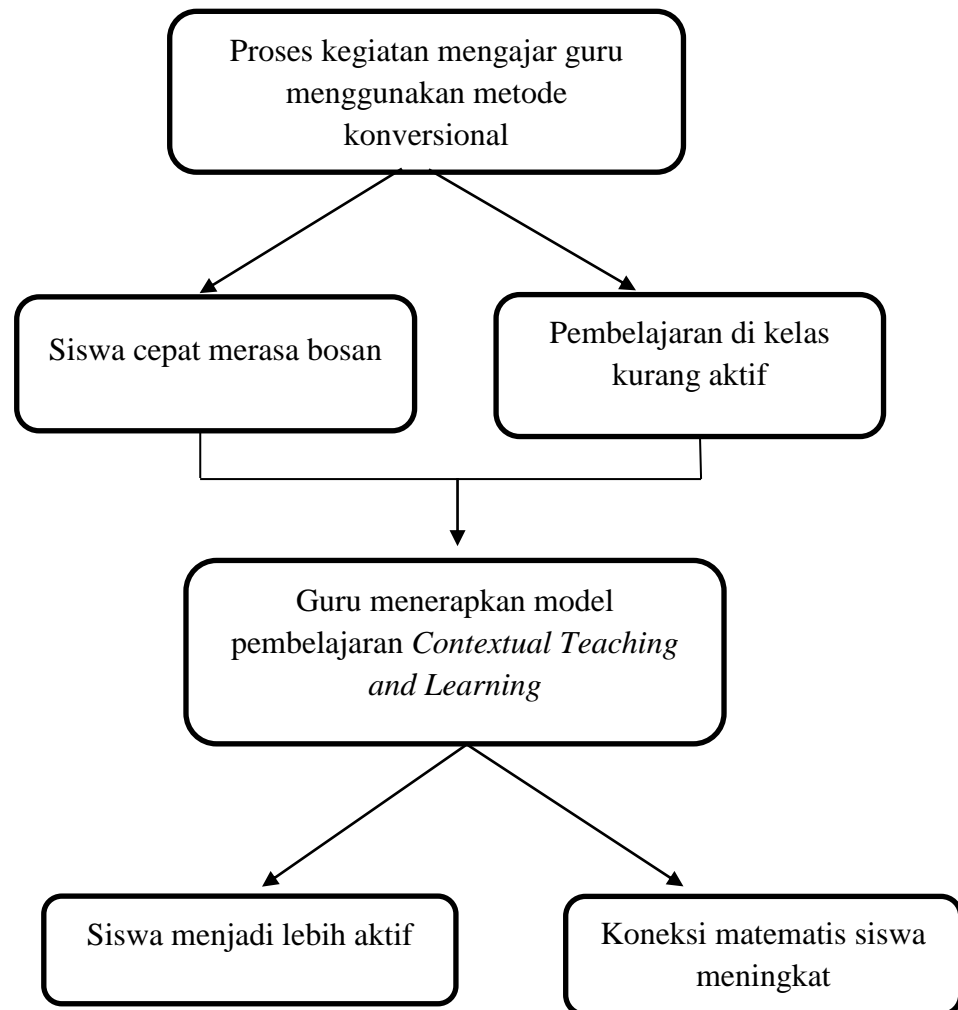 Proses kegiatan mengajar guru
menggunakan metode
konversional
Siswa cepat merasa bosan
Pembelajaran di kelas
kurang aktif
Guru menerapkan model
pembelajaran Contextual Teaching
and Learning
Siswa menjadi lebih aktif
Koneksi matematis siswa
meningkat